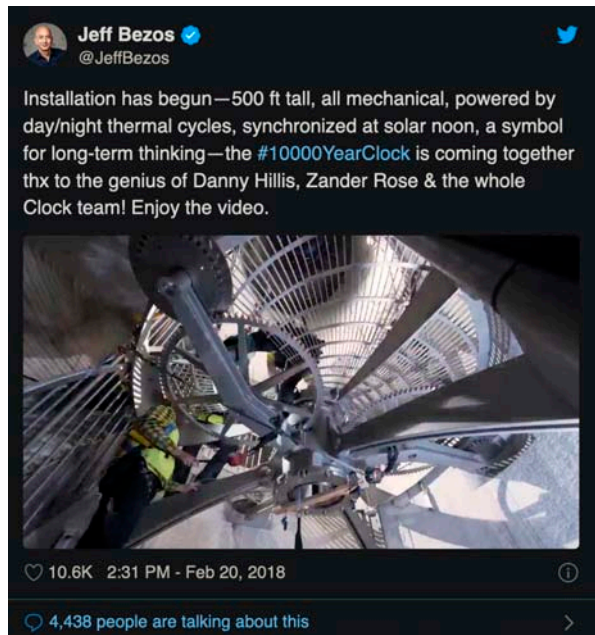 Jeff Bezos
@JeffBezos
Installation has begun—500 ft tall, all mechanical, powered by
day/night thermal cycles, synchronized at solar noon, a symbol
for long-term thinking—the #10000YearClock is coming together
thx to the genius of Danny Hillis, Zander Rose & the whole
Clock team! Enjoy the video.
10.6K 2:31 PM - Feb 20, 2018
4,438 people are talking about this